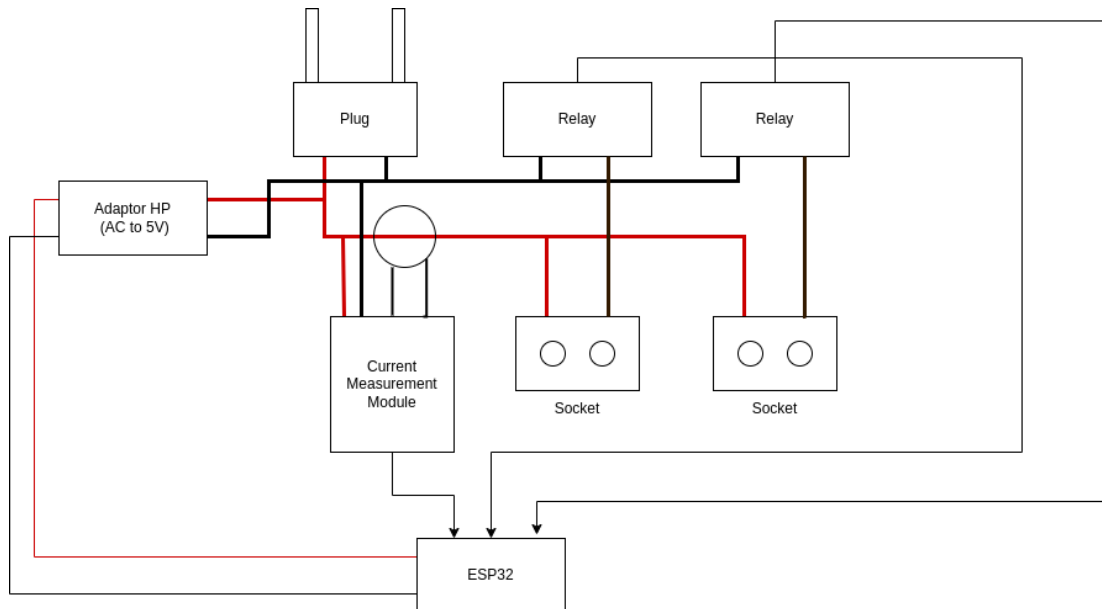 Plug
Relay
Relay
Adaptor HP
(AC to 5V)
Current
Measurement
Module
Socket
Socket
ESP32